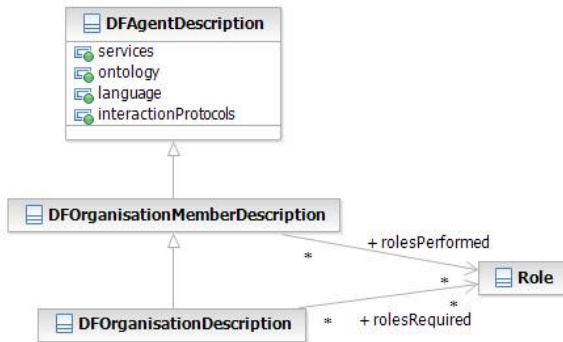 DFAgentDescription
services
ontology
language
interactionProtocols
DFOrganisationMemberDescription
+ rolesPerformed
*
*
Role
*
DFOrganisationDescription
*
+ rolesRequired